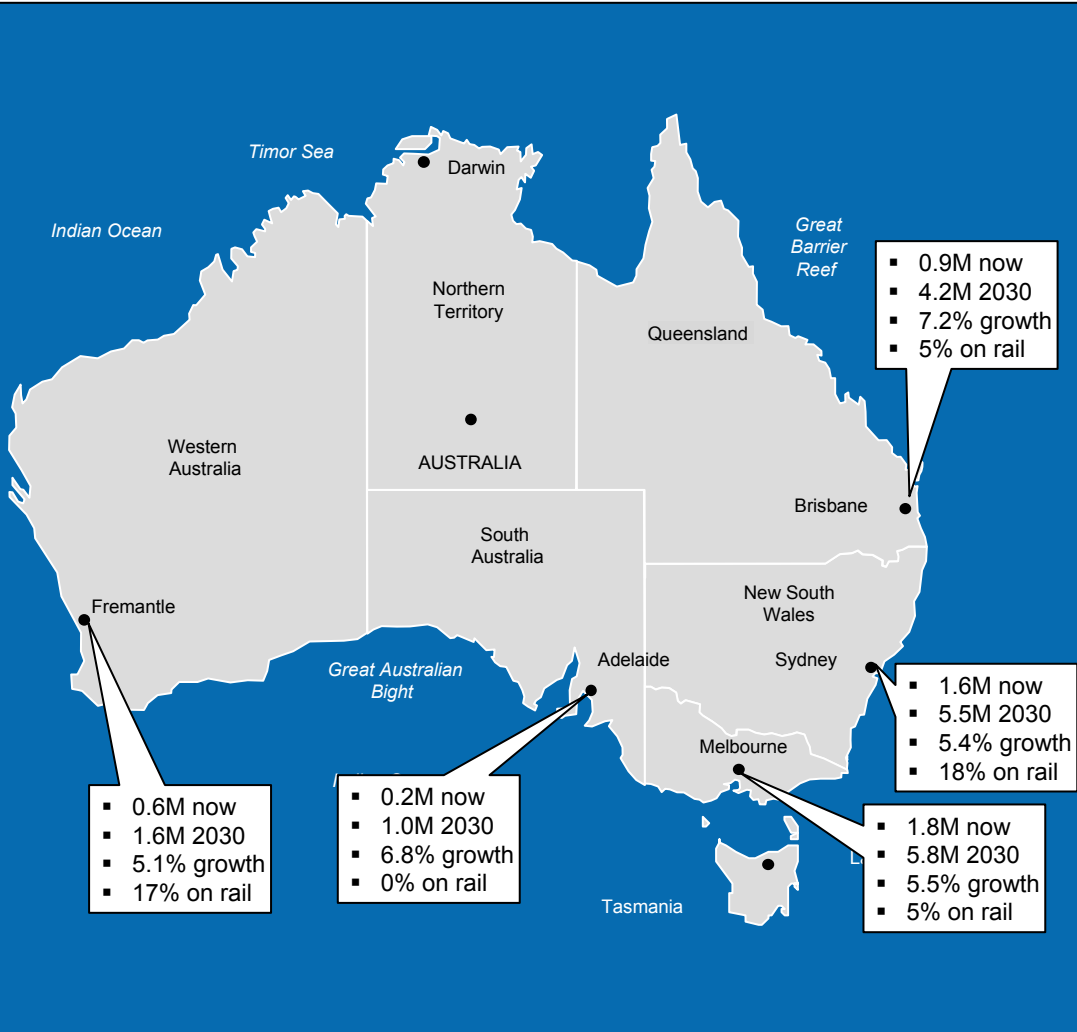 Timor Sea
Darwin
Indian Ocean
Great
Barrier
Reef
▪ 0.9M now
▪ 4.2M 2030
▪ 7.2% growth
▪ 5% on rail
Northern
Territory
Queensland
Western
Australia
AUSTRALIA
Brisbane
South
Australia
New South
Wales
Fremantle
Great Australian
Bight
Adelaide
Sydney
▪ 1.6M now
▪ 5.5M 2030
▪ 5.4% growth
▪ 18% on rail
Melbourne
▪ 0.6M now
▪ 1.6M 2030
▪ 5.1% growth
▪ 17% on rail
▪ 0.2M now
▪ 1.0M 2030
▪ 6.8% growth
▪ 0% on rail
▪ 1.8M now
▪ 5.8M 2030
▪ 5.5% growth
▪ 5% on rail
Tasmania